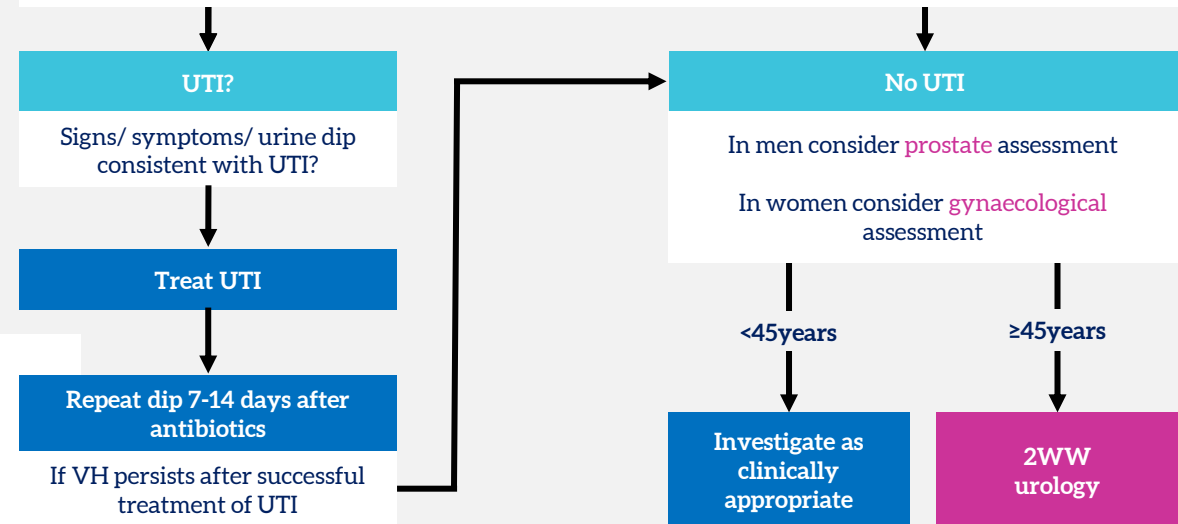 UTI?
Signs/ symptoms/ urine dip
consistent with UTI?
Treat UTI
Repeat dip 7-14 days after
antibiotics
If VH persists after successful
treatment of UTI
No UTI
In men consider prostate assessment
In women consider gynaecological
assessment
<45years
≥45years
Investigate as
clinically
appropriate
2WW
urology